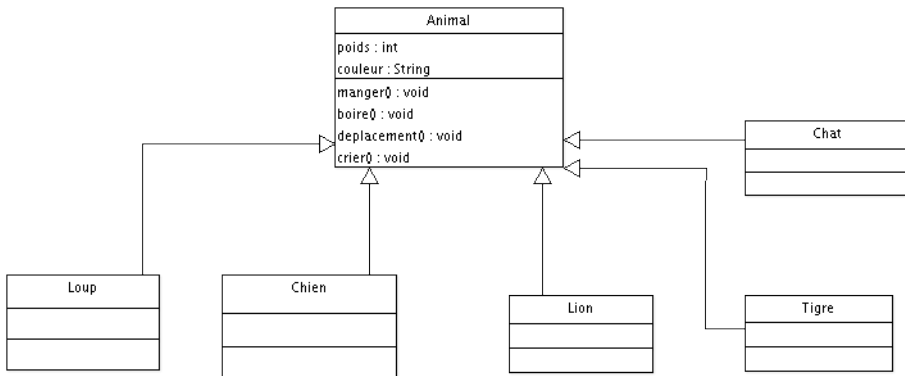 Animal
poids : int
couleur : String
manger() : void
boire() : void
deplacement() : void
crier() : void
Chat
Loup
Chien
Lion
Tigre